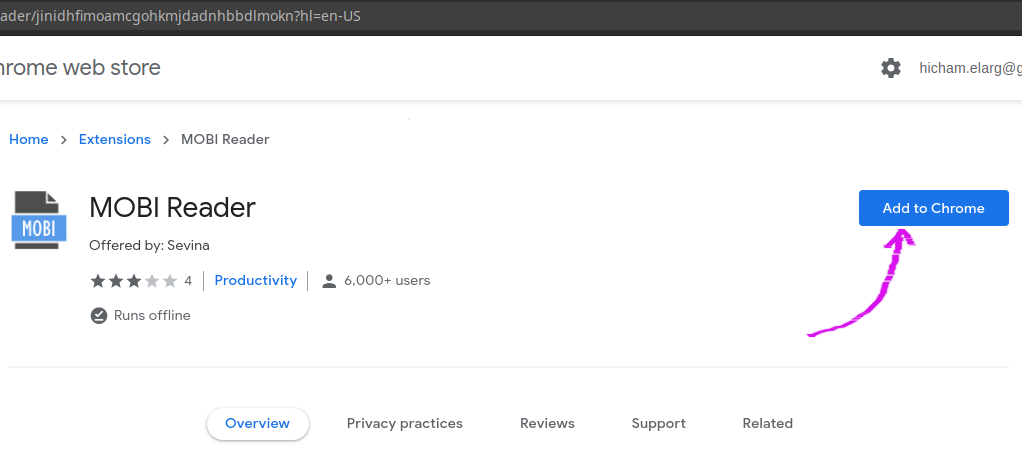 ader/jinidhfimoamcgohkmjdadnhbbdlmokn?hl=en-US
hrome web store
hicham.elarg@g
Home > Extensions > MOBI Reader
MOBI
MOBI Reader
Add to Chrome
Offered by: Sevina
4 Productivity 6,000+ users
Runs offline
Overview Privacy practices Reviews Support Related